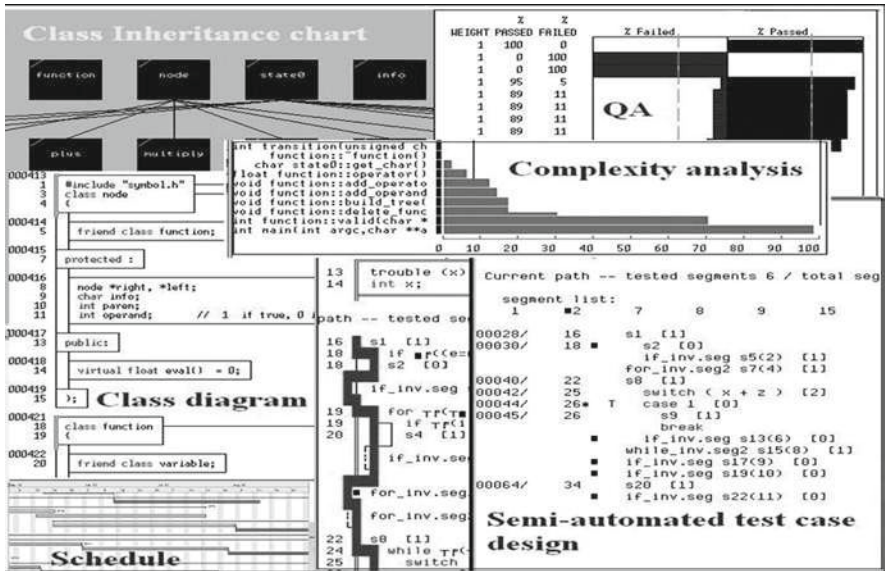 Class Inheritance chart
function node state0 info
plus multiply
% %
WEIGHT PASSED FAILED % Failed % Passed
1 100 0
1 0 100
1 0 100
1 95 5
1 89 11
1 89 11
1 89 11
1 89 11
QA
int transition(unsigned ch
function::~function()
char state0::get_char()
float function::operator()
void function::add_operato
void function::add_operand
void function::build_tree(
void function::delete_func
int function::valid(char *
int main(int argc,char **a
0 10 20 30 40 50 60 70 80 90 100
Complexity analysis
0000413
1 #include "symbol.h"
3 class node
4 {
000414
5 friend class function;
000415
7 protected :
000416
8 node *right, *left;
9 char info;
10 int paren;
11 int operand; // 1 if true, 0 i
000417
13 public:
000418
14 virtual float eval() = 0;
000419
15 );
Class diagram
000421
18 class function
19 {
000422
20 friend class variable;
Schedule
13 trouble (x)
14 int x;
path -- tested se
16 s1 [1]
18 if
18 s2 [0]
if_inv.seg
19 for
19 if
20 s4 [1]
if_inv.se
for_inv.seg
for_inv.seg
22 s8 [1]
24 while
25 switch
Current path -- tested segments 6 / total seg
segment list:
1 ■2 7 8 9 15
00028/ 16 s1 [1]
00030/ 18 ■ s2 [0]
if_inv.seg s5(2) [1]
for_inv.seg2 s7(4) [1]
00040/ 22 s8 [1]
00042/ 25 switch ( x + z ) [2]
00044/ 26* T case 1 [0]
00045/ 26 s9 [1]
break
■ if_inv.seg s13(6) [0]
while_inv.seg2 s15(8) [1]
■ if_inv.seg s17(9) [0]
■ if_inv.seg s19(10) [0]
00064/ 34 s20 [1]
■ if_inv.seg s22(11) [0]
Semi-automated test case
design